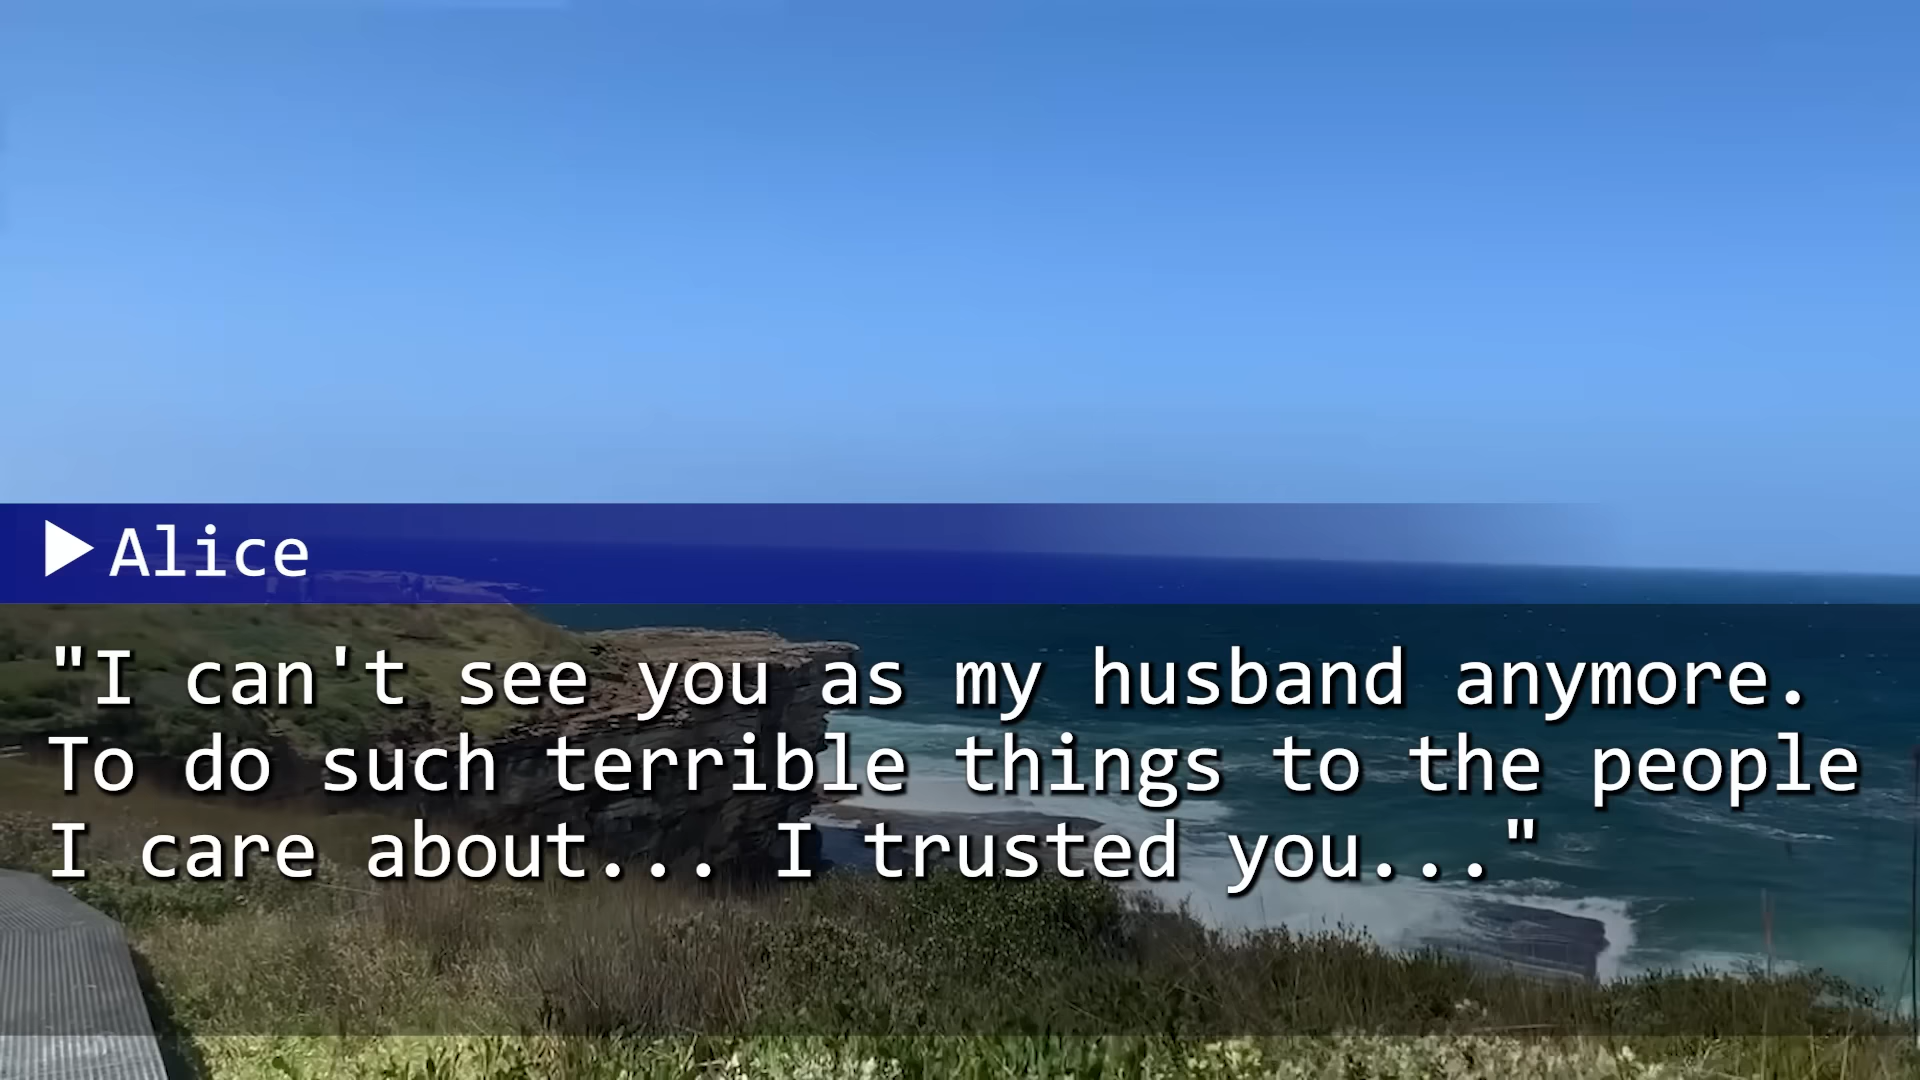 ▶Alice
"I can't see you as my husband anymore.
To do such terrible things to the people
I care about... I trusted you..."